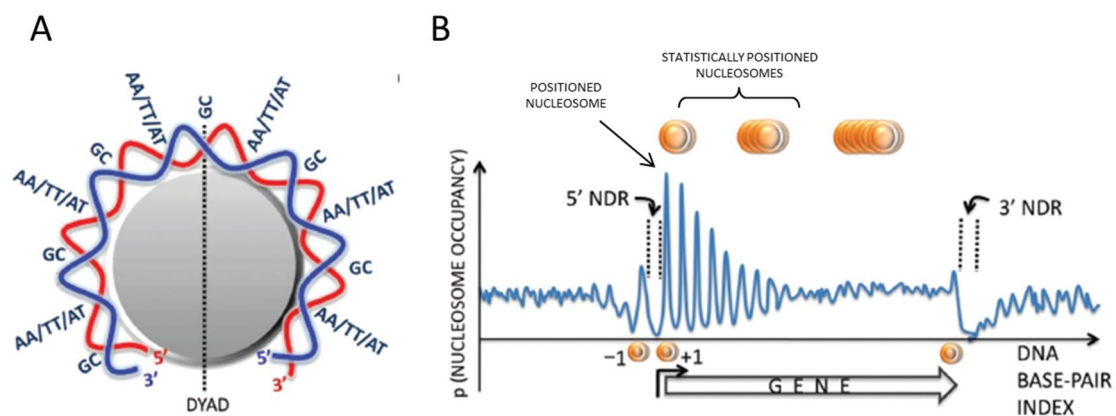 A
AA/TT/AT
GC
AA/TT/AT
GC
GC
AA/TT/AT
AA/TT/AT
GC
GC
AA/TT/AT
AA/TT/AT
GC
5'
3'
5'
3'
DYAD
B
STATISTICALLY POSITIONED
NUCLEOSOMES
POSITIONED
NUCLEOSOME
5' NDR
3' NDR
p (NUCLEOSOME OCCUPANCY)
−1
+1
GENE
DNA
BASE-PAIR
INDEX